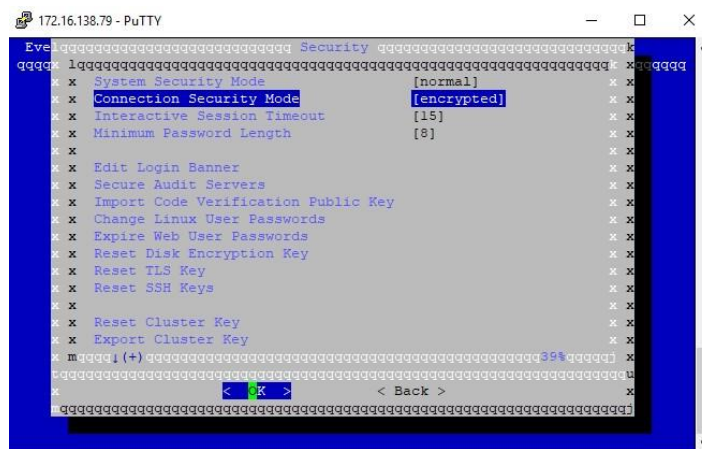 172.16.138.79 - PuTTY
Eve
Security
System Security Mode [normal]
Connection Security Mode [encrypted]
Interactive Session Timeout [15]
Minimum Password Length [8]
Edit Login Banner
Secure Audit Servers
Import Code Verification Public Key
Change Linux User Passwords
Expire Web User Passwords
Reset Disk Encryption Key
Reset TLS Key
Reset SSH Keys
Reset Cluster Key
Export Cluster Key
↓(+) 39%
< OK > < Back >